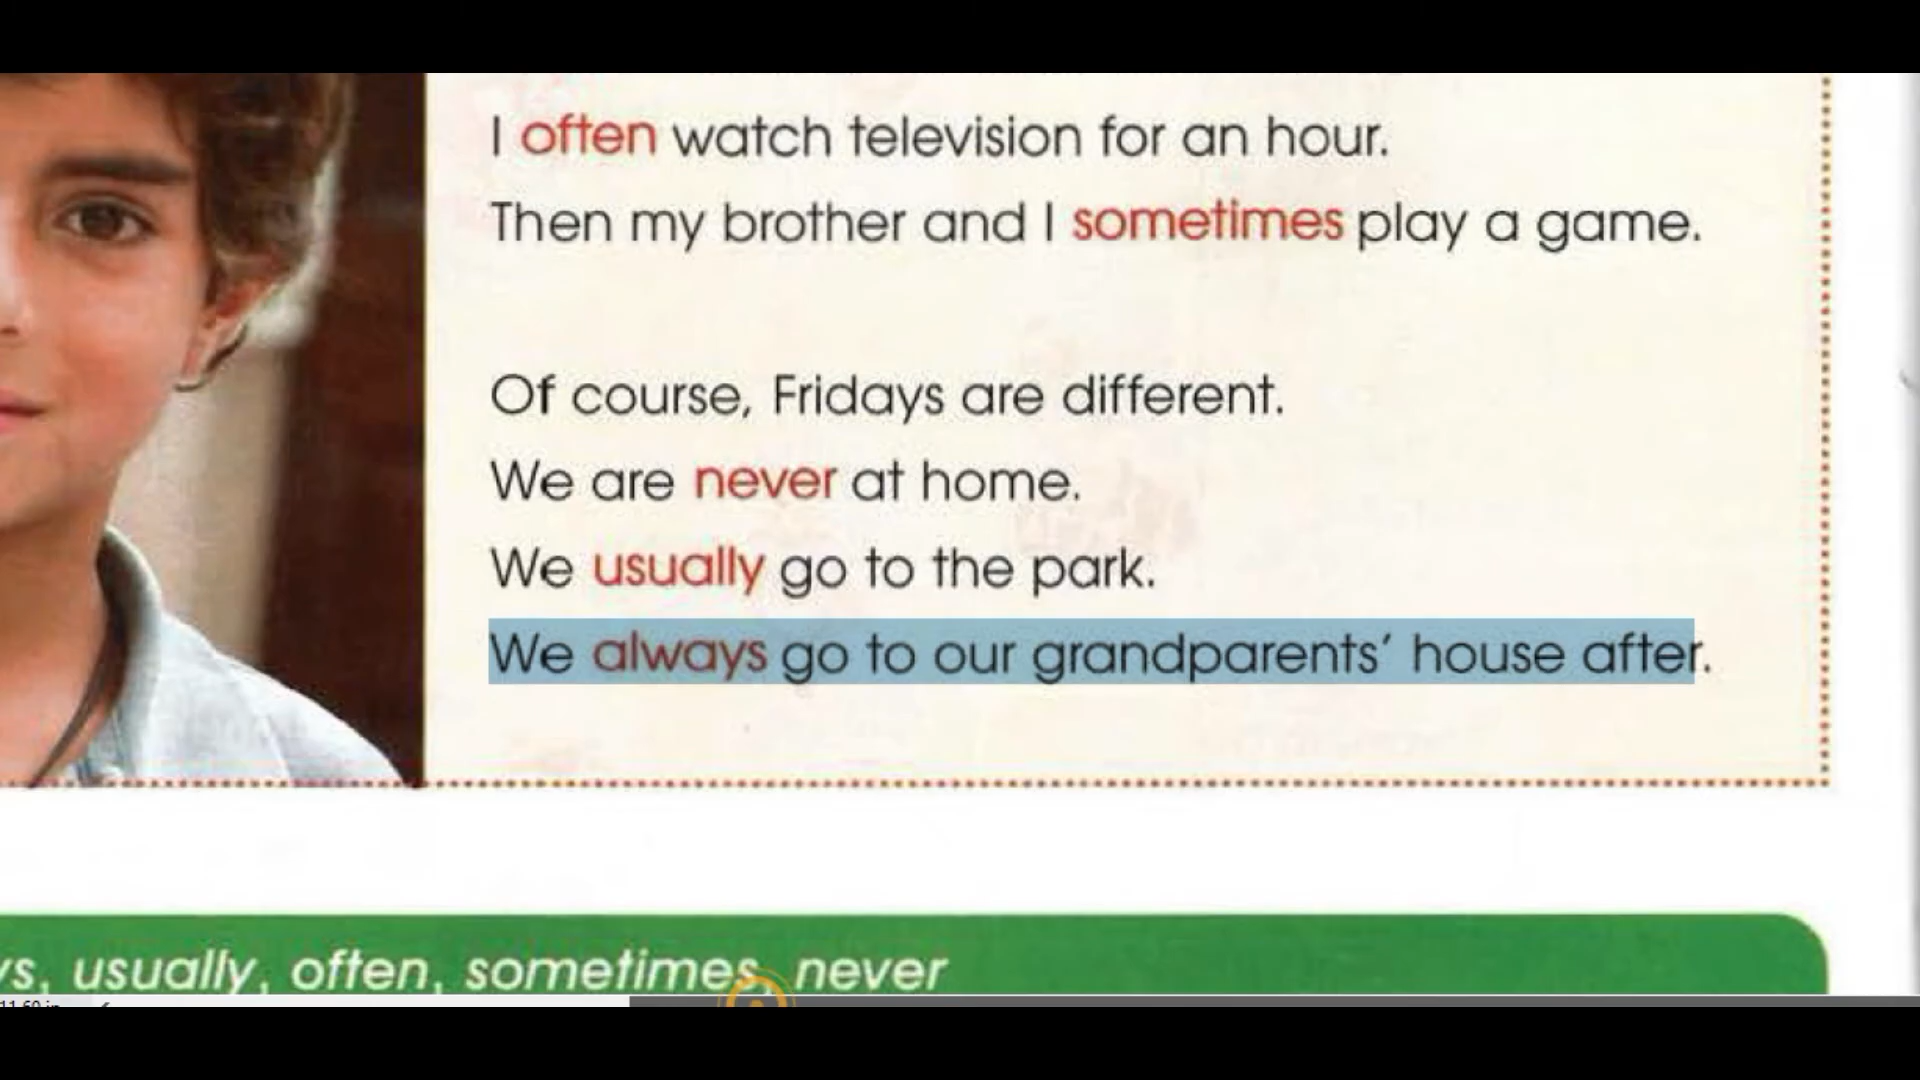 I often watch television for an hour.
Then my brother and I sometimes play a game.
Of course, Fridays are different.
We are never at home.
We usually go to the park.
We always go to our grandparents’ house after.
ys, usually, often, sometimes, never